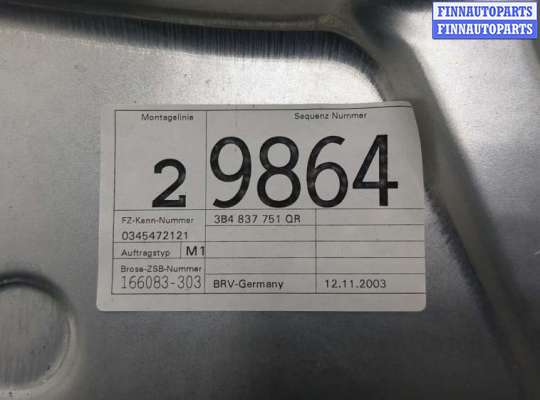 FINNAUTOPARTS
FINNAUTOPARTS
Montagelinie
Sequenz Nummer
2
9864
FZ-Kenn-Nummer
3B4 837 751 QR
0345472121
Auftragstyp M1
Brose-ZSB-Nummer
166083-303
BRV-Germany
12.11.2003